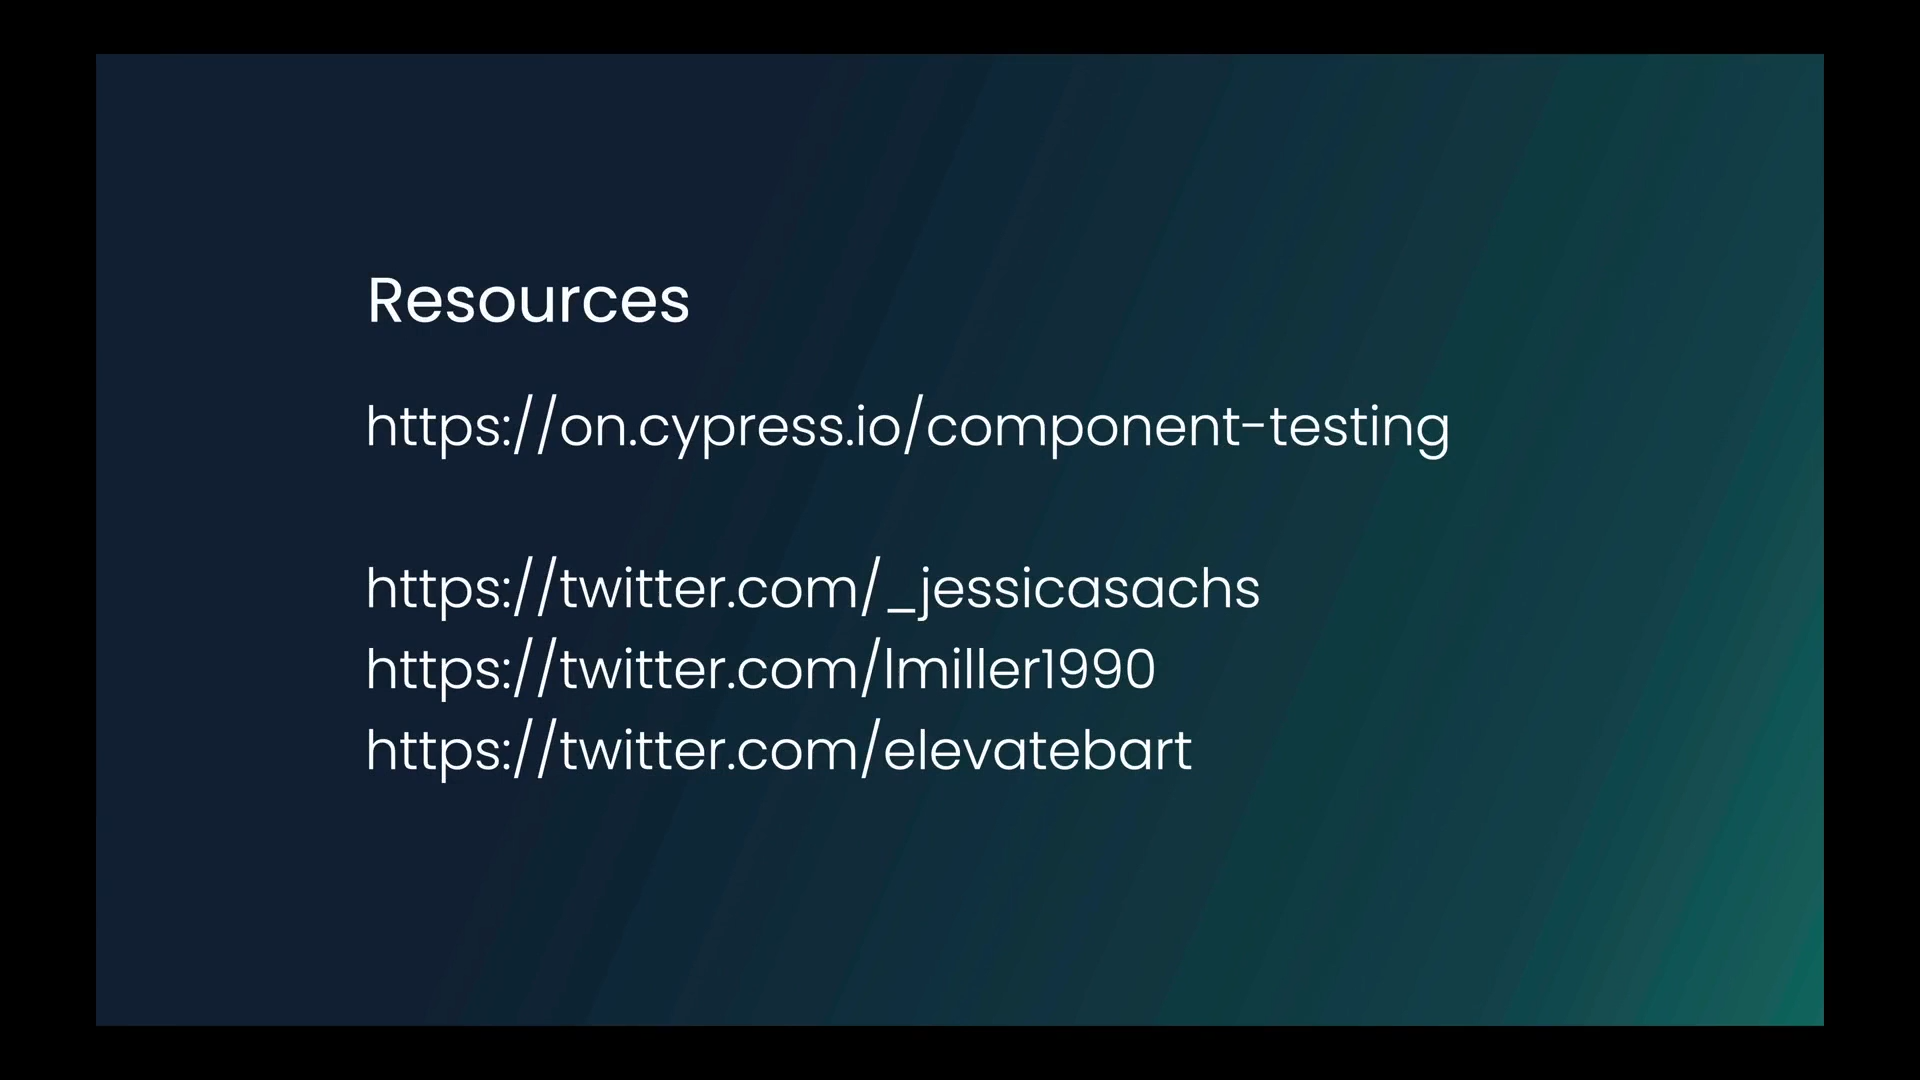 Resources
https://on.cypress.io/component-testing
https://twitter.com/_jessicasachs
https://twitter.com/lmiller1990
https://twitter.com/elevatebart